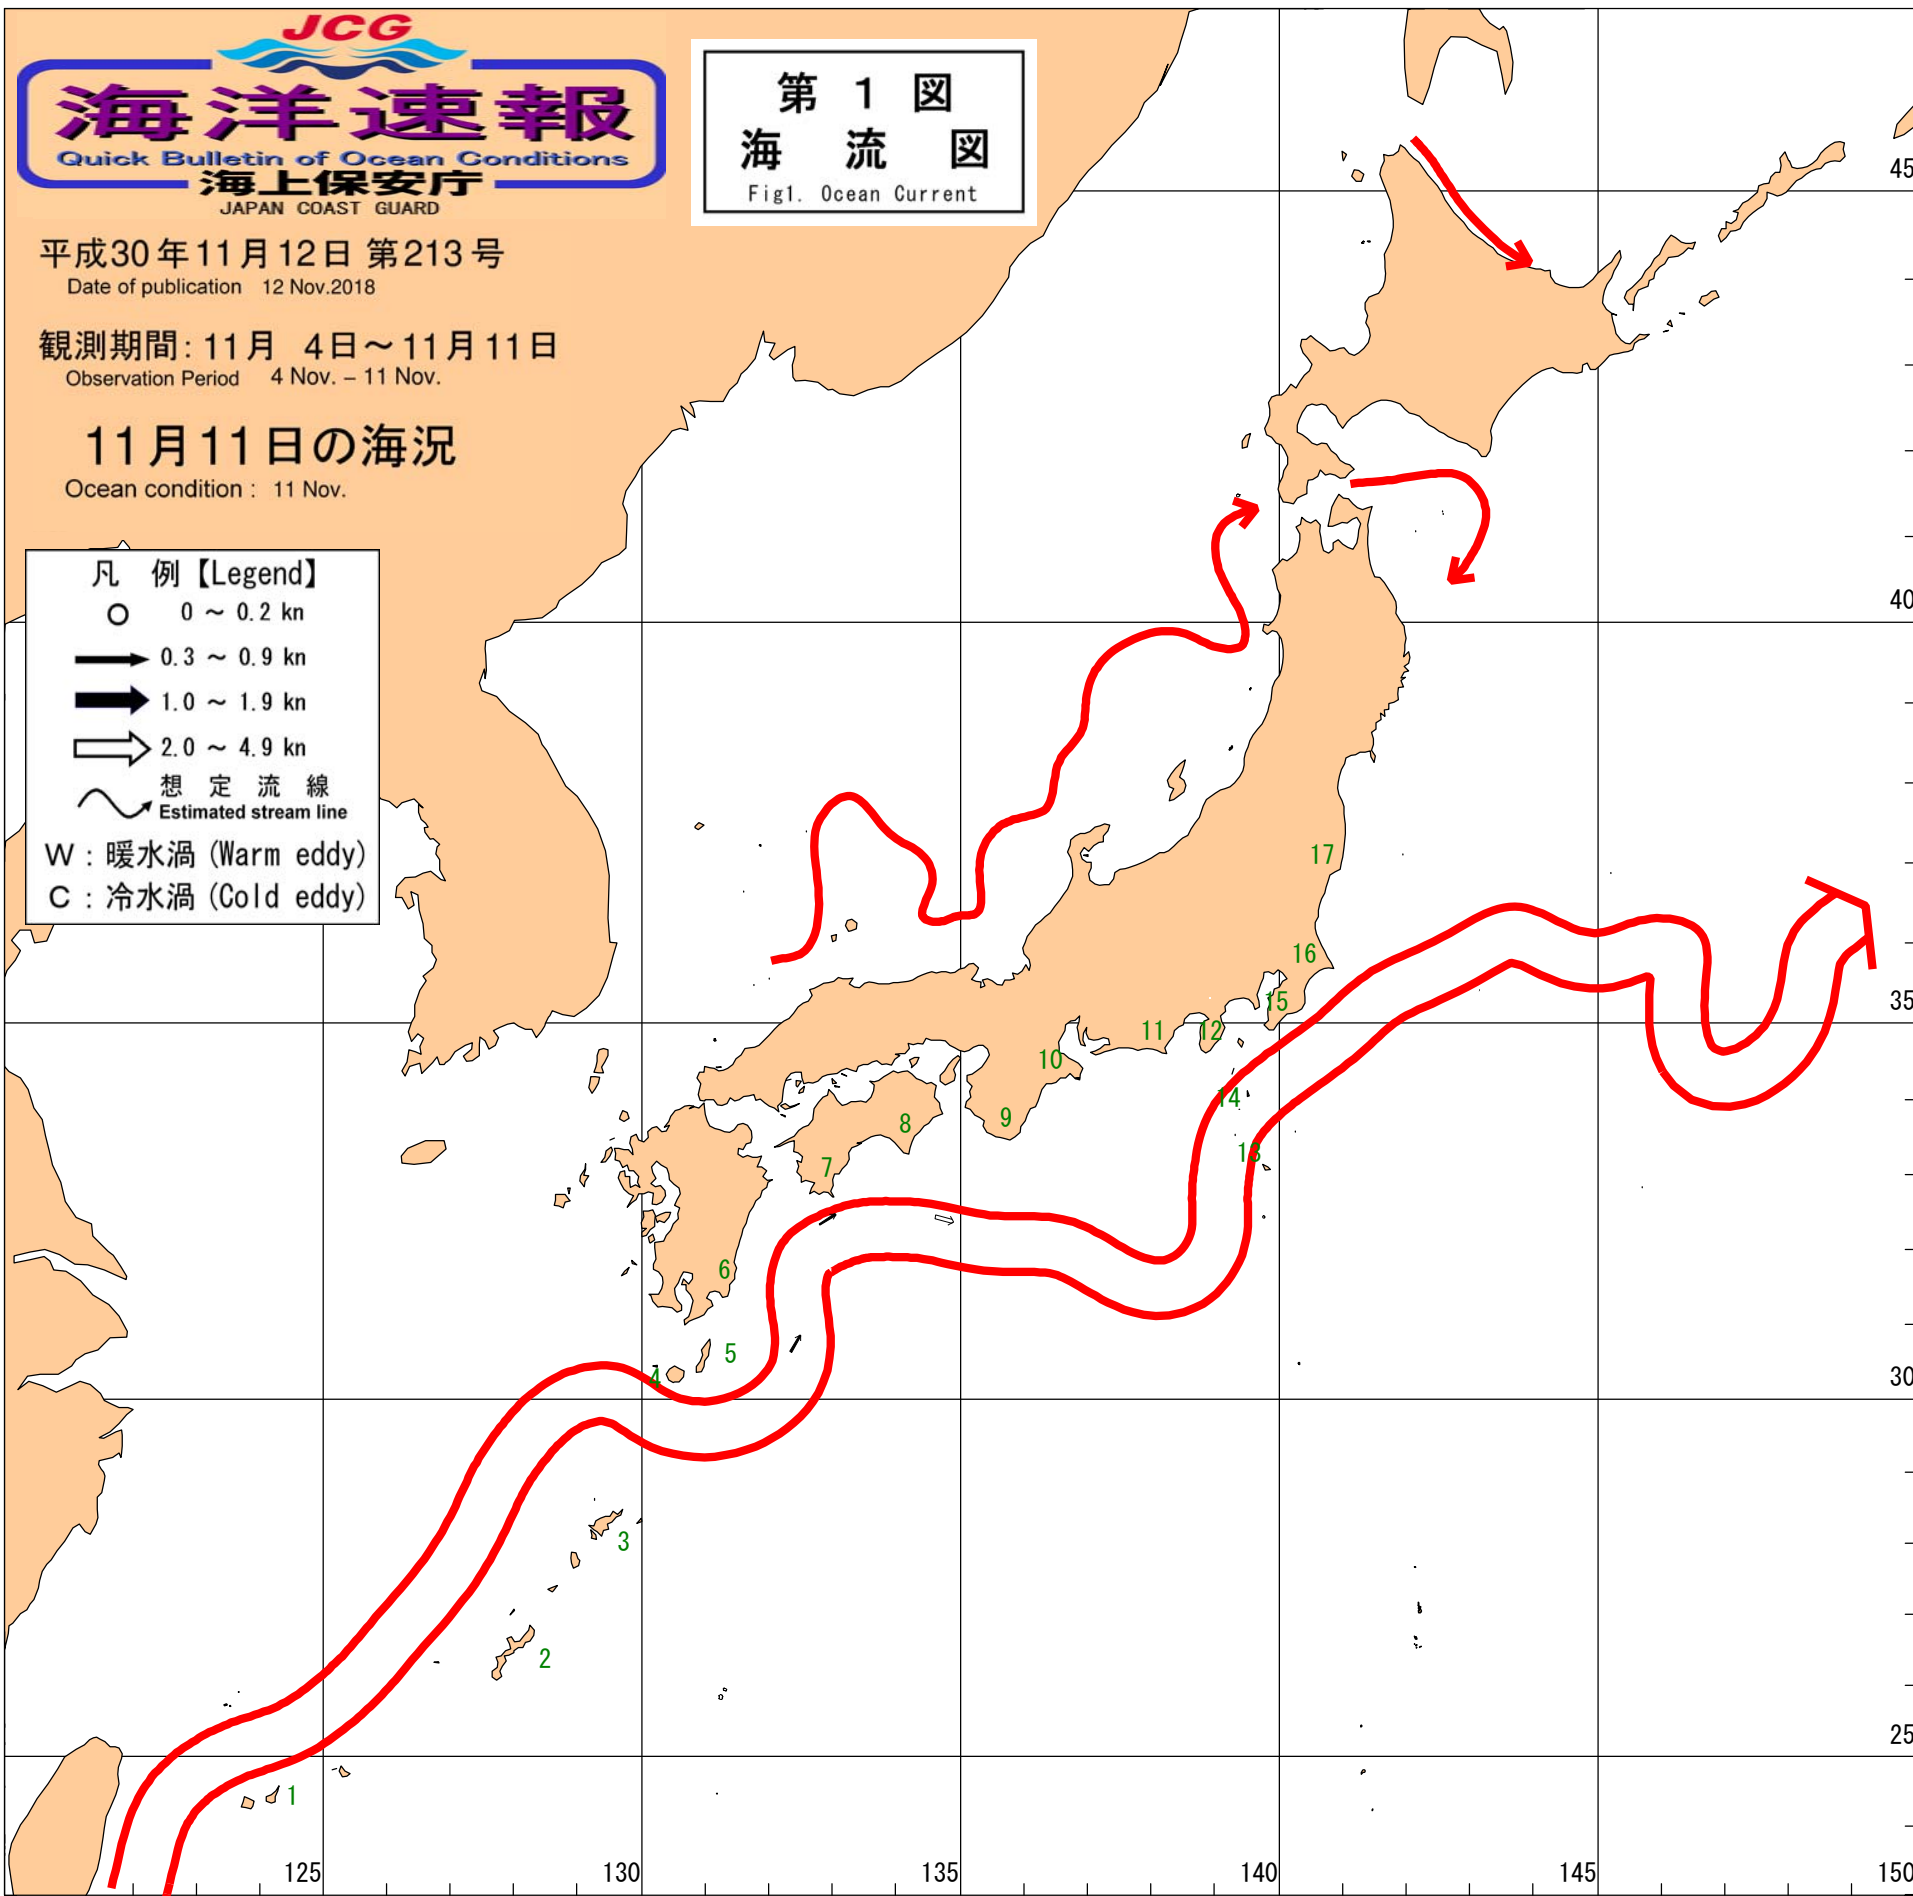 JCG
海洋速報
Quick Bulletin of Ocean Conditions
海上保安庁
JAPAN COAST GUARD
平成30年11月12日 第213号
Date of publication 12 Nov.2018
観測期間: 11月 4日～11月11日
Observation Period 4 Nov. – 11 Nov.
11月11日の海況
Ocean condition : 11 Nov.
第 1 図
海 流 図
Fig1. Ocean Current
凡 例【Legend】
0 ～ 0.2 kn
0.3 ～ 0.9 kn
1.0 ～ 1.9 kn
2.0 ～ 4.9 kn
想 定 流 線
Estimated stream line
W : 暖水渦 (Warm eddy)
C : 冷水渦 (Cold eddy)
45
40
17
16
35
15
12
11
10
14
9
8
13
7
6
5
4
30
3
2
25
1
125
130
135
140
145
150